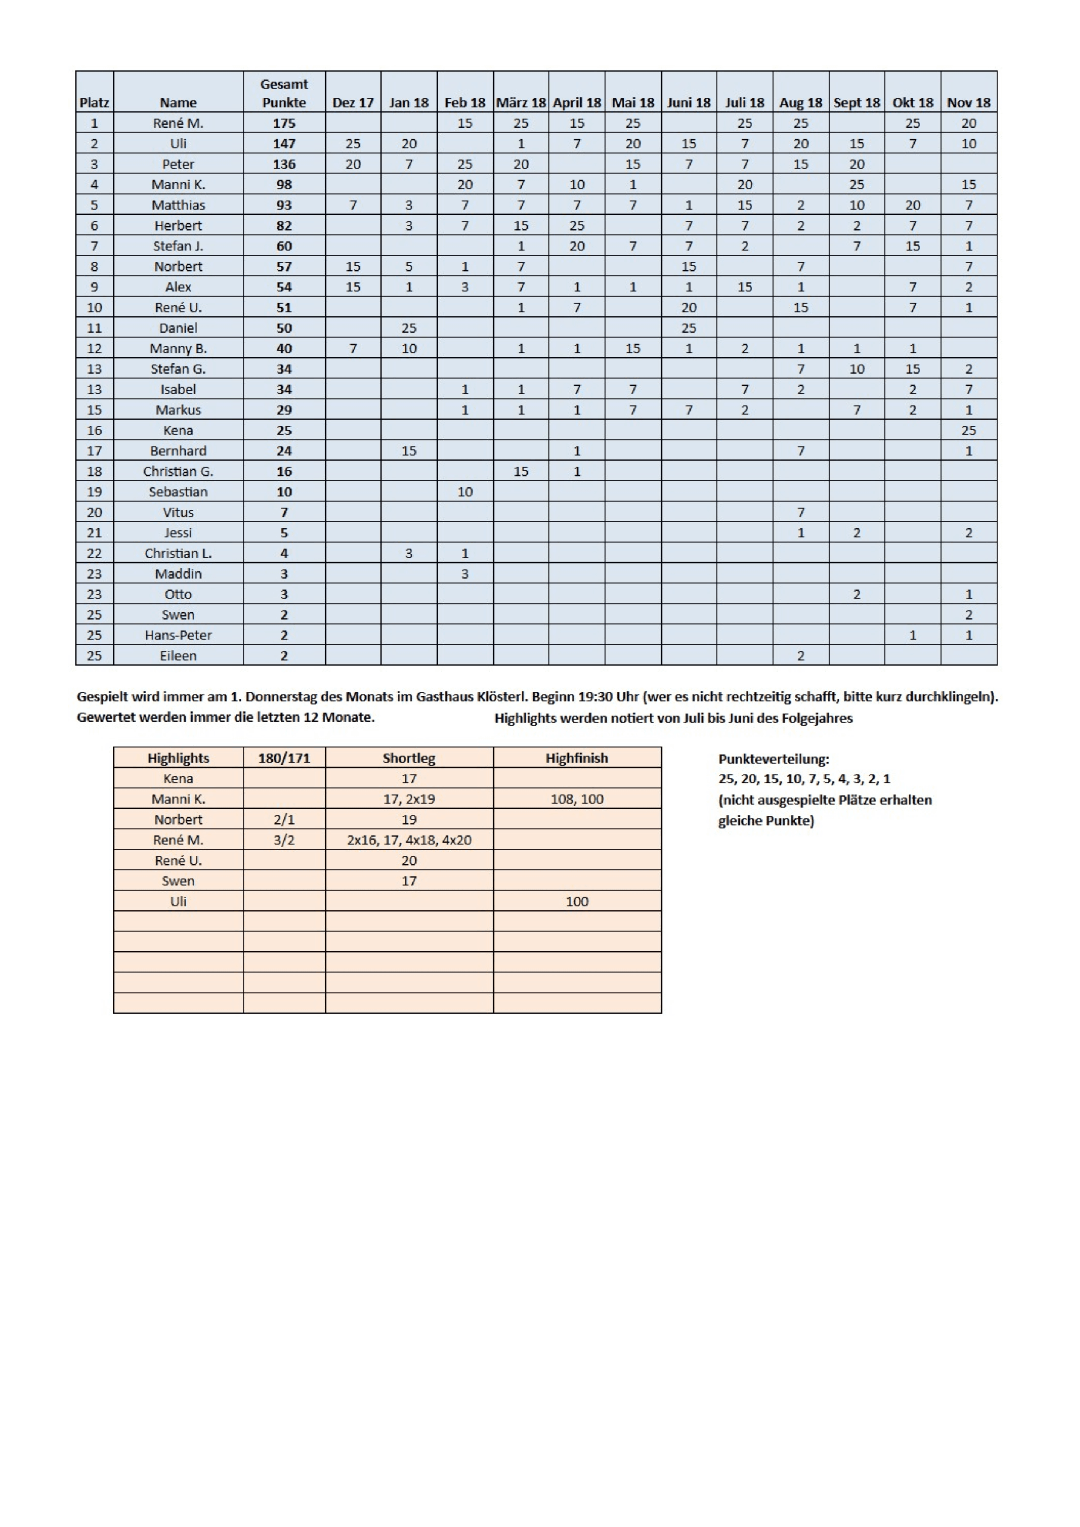 Gesamt
Platz Name Punkte Dez 17 Jan 18 Feb 18 März 18 April 18 Mai 18 Juni 18 Juli 18 Aug 18 Sept 18 Okt 18 Nov 18
1 René M. 175 15 25 15 25 25 25 25 20
2 Uli 147 25 20 1 7 20 15 7 20 15 7 10
3 Peter 136 20 7 25 20 15 7 7 15 20
4 Manni K. 98 20 7 10 1 20 25 15
5 Matthias 93 7 3 7 7 7 7 1 15 2 10 20 7
6 Herbert 82 3 7 15 25 7 7 2 2 7 7
7 Stefan J. 60 1 20 7 7 2 7 15 1
8 Norbert 57 15 5 1 7 15 7 7
9 Alex 54 15 1 3 7 1 1 1 15 1 7 2
10 René U. 51 1 7 20 15 7 1
11 Daniel 50 25 25
12 Manny B. 40 7 10 1 1 15 1 2 1 1 1
13 Stefan G. 34 7 10 15 2
13 Isabel 34 1 1 7 7 7 2 2 7
15 Markus 29 1 1 1 7 7 2 7 2 1
16 Kena 25 25
17 Bernhard 24 15 1 7 1
18 Christian G. 16 15 1
19 Sebastian 10 10
20 Vitus 7 7
21 Jessi 5 1 2 2
22 Christian L. 4 3 1
23 Maddin 3 3
23 Otto 3 2 1
25 Swen 2 2
25 Hans-Peter 2 1 1
25 Eileen 2 2
Gespielt wird immer am 1. Donnerstag des Monats im Gasthaus Klösterl. Beginn 19:30 Uhr (wer es nicht rechtzeitig schafft, bitte kurz durchklingeln).
Gewertet werden immer die letzten 12 Monate. Highlights werden notiert von Juli bis Juni des Folgejahres
Highlights 180/171 Shortleg Highfinish
Kena 17
Manni K. 17, 2x19 108, 100
Norbert 2/1 19
René M. 3/2 2x16, 17, 4x18, 4x20
René U. 20
Swen 17
Uli 100
Punkteverteilung:
25, 20, 15, 10, 7, 5, 4, 3, 2, 1
(nicht ausgespielte Plätze erhalten
gleiche Punkte)